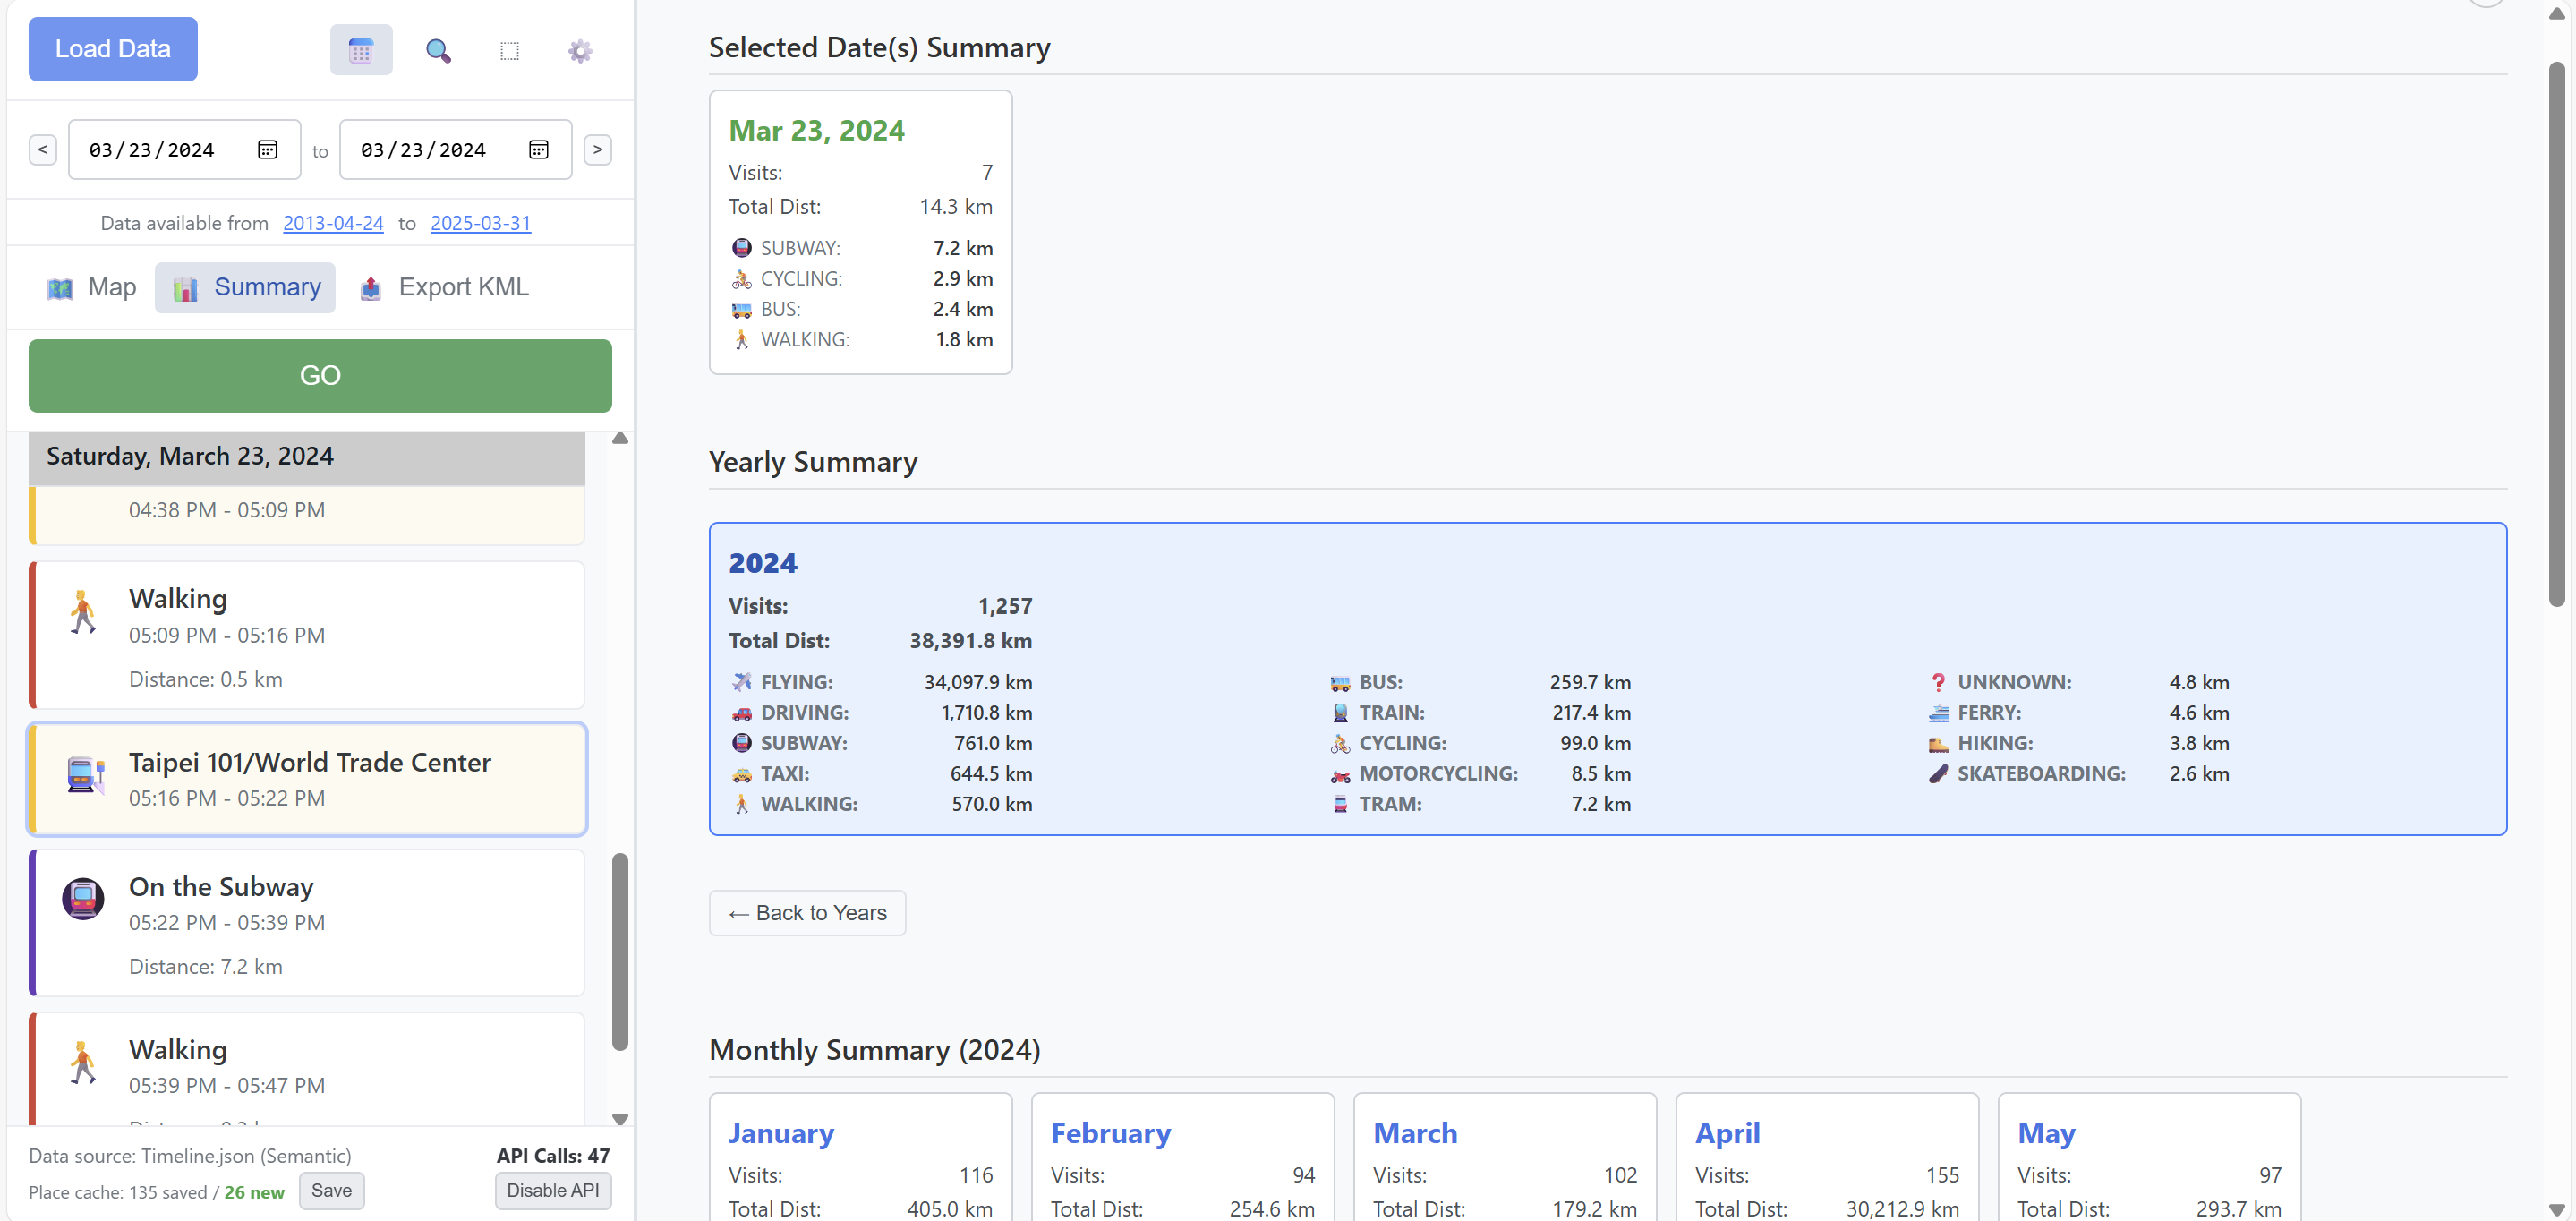 Load Data
< 03/23/2024 to 03/23/2024 >
Data available from 2013-04-24 to 2025-03-31
Map Summary Export KML
GO
Saturday, March 23, 2024
04:38 PM - 05:09 PM
Walking
05:09 PM - 05:16 PM
Distance: 0.5 km
Taipei 101/World Trade Center
05:16 PM - 05:22 PM
On the Subway
05:22 PM - 05:39 PM
Distance: 7.2 km
Walking
05:39 PM - 05:47 PM
Data source: Timeline.json (Semantic) API Calls: 47
Place cache: 135 saved / 26 new Save Disable API
Selected Date(s) Summary
Mar 23, 2024
Visits: 7
Total Dist: 14.3 km
SUBWAY: 7.2 km
CYCLING: 2.9 km
BUS: 2.4 km
WALKING: 1.8 km
Yearly Summary
2024
Visits: 1,257
Total Dist: 38,391.8 km
FLYING: 34,097.9 km
DRIVING: 1,710.8 km
SUBWAY: 761.0 km
TAXI: 644.5 km
WALKING: 570.0 km
BUS: 259.7 km
TRAIN: 217.4 km
CYCLING: 99.0 km
MOTORCYCLING: 8.5 km
TRAM: 7.2 km
UNKNOWN: 4.8 km
FERRY: 4.6 km
HIKING: 3.8 km
SKATEBOARDING: 2.6 km
← Back to Years
Monthly Summary (2024)
January
Visits: 116
Total Dist: 405.0 km
February
Visits: 94
Total Dist: 254.6 km
March
Visits: 102
Total Dist: 179.2 km
April
Visits: 155
Total Dist: 30,212.9 km
May
Visits: 97
Total Dist: 293.7 km